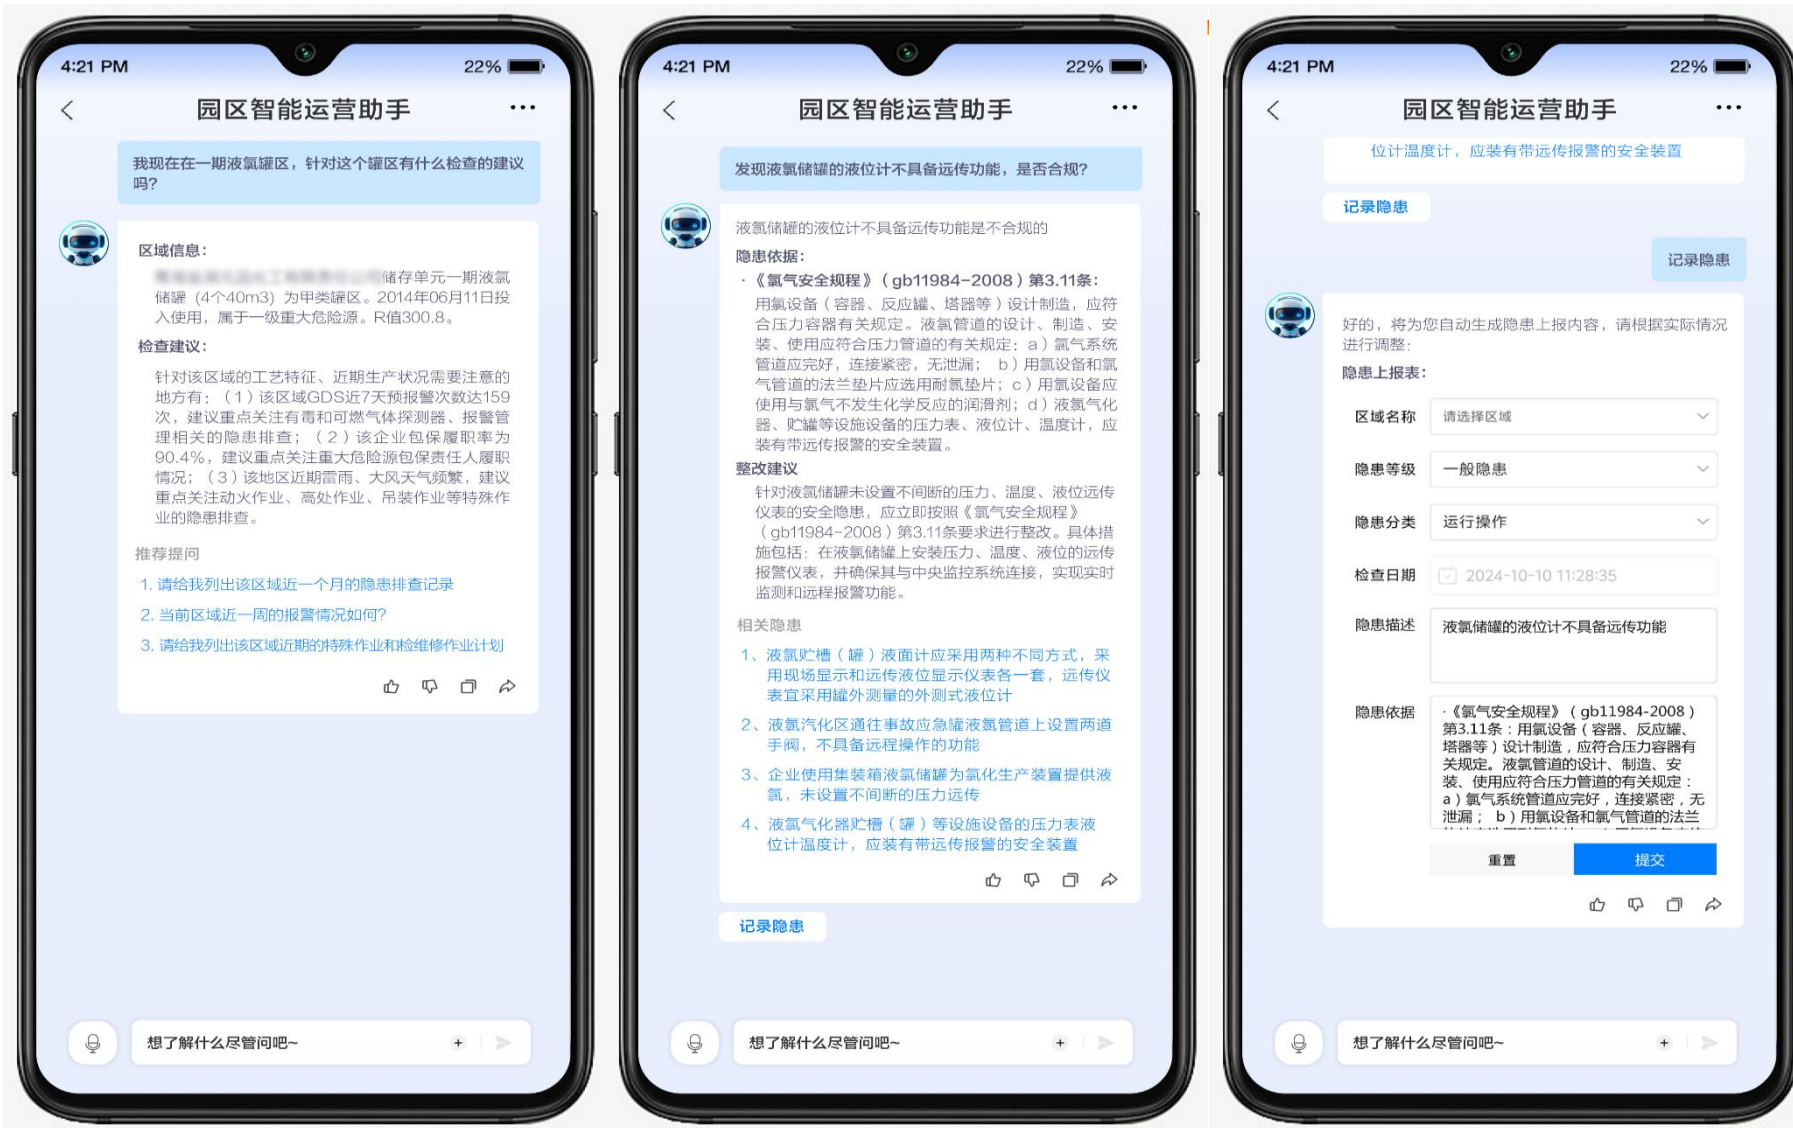 4:21 PM
22%
园区智能运营助手
我现在在一期液氯罐区，针对这个罐区有什么检查的建议
吗？
区域信息：
储存单元一期液氯
储罐（4个40m3）为甲类罐区。2014年06月11日投
入使用，属于一级重大危险源。R值300.8。
检查建议：
针对该区域的工艺特征、近期生产状况需要注意的
地方有：（1）该区域GDS近7天预报警次数达159
次，建议重点关注有毒和可燃气体探测器、报警管
理相关的隐患排查；（2）该企业包保履职率为
90.4%，建议重点关注重大危险源包保责任人履职
情况；（3）该地区近期雷雨、大风天气频繁，建议
重点关注动火作业、高处作业、吊装作业等特殊作
业的隐患排查。
推荐提问
1. 请给我列出该区域近一个月的隐患排查记录
2. 当前区域近一周的报警情况如何?
3. 请给我列出该区域近期的特殊作业和检维修作业计划
想了解什么尽管问吧~
4:21 PM
22%
园区智能运营助手
发现液氯储罐的液位计不具备远传功能，是否合规？
液氯储罐的液位计不具备远传功能是不合规的
隐患依据：
·《氯气安全规程》（gb11984-2008）第3.11条：
用氯设备（容器、反应罐、塔器等）设计制造，应符
合压力容器有关规定。液氯管道的设计、制造、安
装、使用应符合压力管道的有关规定：a）氯气系统
管道应完好，连接紧密，无泄漏； b）用氯设备和氯
气管道的法兰垫片应选用耐氯垫片；c）用氯设备应
使用与氯气不发生化学反应的润滑剂；d）液氯气化
器、贮罐等设施设备的压力表、液位计、温度计，应
装有带远传报警的安全装置。
整改建议
针对液氯储罐未设置不间断的压力、温度、液位远传
仪表的安全隐患，应立即按照《氯气安全规程》
（gb11984-2008）第3.11条要求进行整改。具体措
施包括：在液氯储罐上安装压力、温度、液位的远传
报警仪表，并确保其与中央监控系统连接，实现实时
监测和远程报警功能。
相关隐患
1、液氯贮槽（罐）液面计应采用两种不同方式，采
用现场显示和远传液位显示仪表各一套，远传仪
表宜采用罐外测量的外测式液位计
2、液氯汽化区通往事故应急罐液氯管道上设置两道
手阀，不具备远程操作的功能
3、企业使用集装箱液氯储罐为氯化生产装置提供液
氯，未设置不间断的压力远传
4、液氯气化器贮槽（罐）等设施设备的压力表液
位计温度计，应装有带远传报警的安全装置
记录隐患
想了解什么尽管问吧~
4:21 PM
22%
园区智能运营助手
位计温度计，应装有带远传报警的安全装置
记录隐患
记录隐患
好的，将为您自动生成隐患上报内容，请根据实际情况
进行调整：
隐患上报表：
区域名称 请选择区域
隐患等级 一般隐患
隐患分类 运行操作
检查日期 2024-10-10 11:28:35
隐患描述 液氯储罐的液位计不具备远传功能
隐患依据 ·《氯气安全规程》（gb11984-2008）
第3.11条：用氯设备（容器、反应罐、
塔器等）设计制造，应符合压力容器有
关规定。液氯管道的设计、制造、安
装、使用应符合压力管道的有关规定：
a）氯气系统管道应完好，连接紧密，无
泄漏； b）用氯设备和氯气管道的法兰
重置 提交
想了解什么尽管问吧~